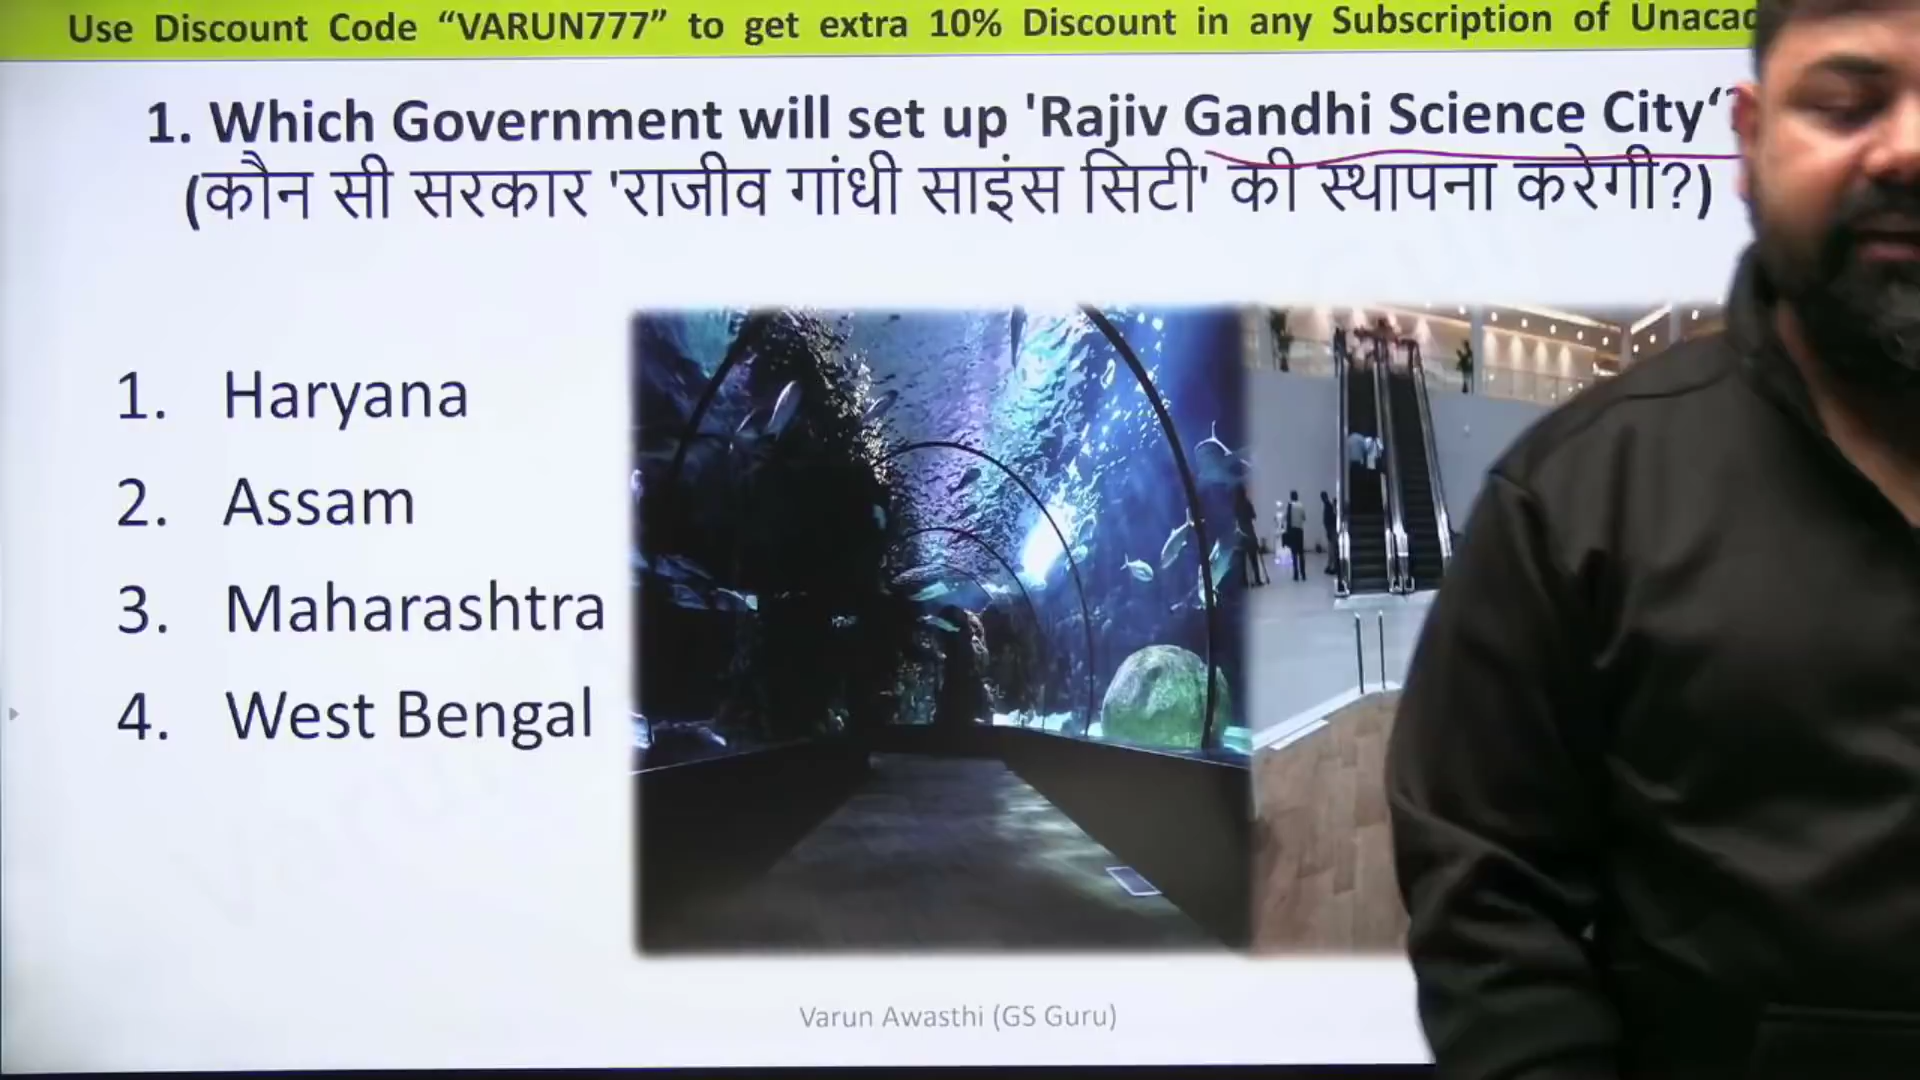 Use Discount Code “VARUN777” to get extra 10% Discount in any Subscription of
1. Which Government will set up 'Rajiv Gandhi Science City‘?
(कौन सी सरकार 'राजीव गांधी साइंस सिटी' की स्थापना करेगी?)
1. Haryana
2. Assam
3. Maharashtra
4. West Bengal
Varun Awasthi (GS Guru)